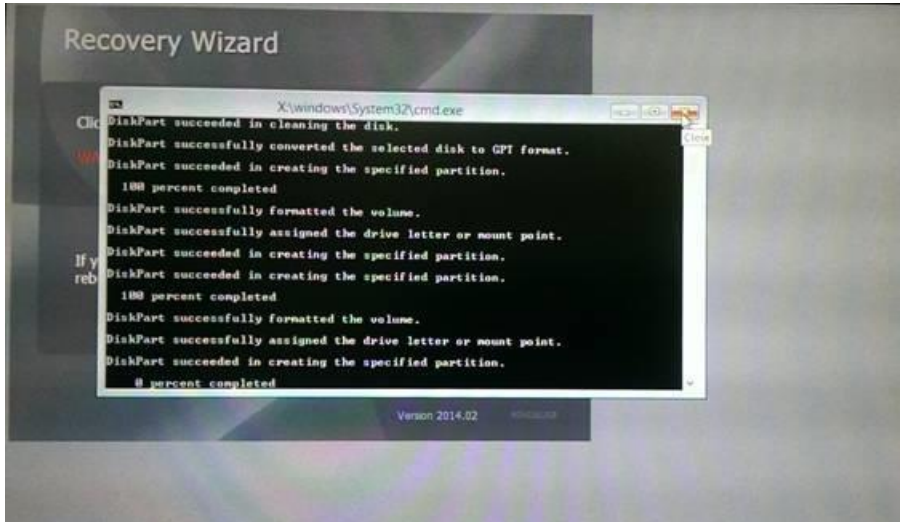 Recovery Wizard
X:\windows\System32\cmd.exe
Clic
Close
DiskPart succeeded in cleaning the disk.
DiskPart successfully converted the selected disk to GPT format.
WA
DiskPart succeeded in creating the specified partition.
100 percent completed
DiskPart successfully formatted the volume.
DiskPart successfully assigned the drive letter or mount point.
If y
reb
DiskPart succeeded in creating the specified partition.
DiskPart succeeded in creating the specified partition.
100 percent completed
DiskPart successfully formatted the volume.
DiskPart successfully assigned the drive letter or mount point.
DiskPart succeeded in creating the specified partition.
0 percent completed
Version 2014.02